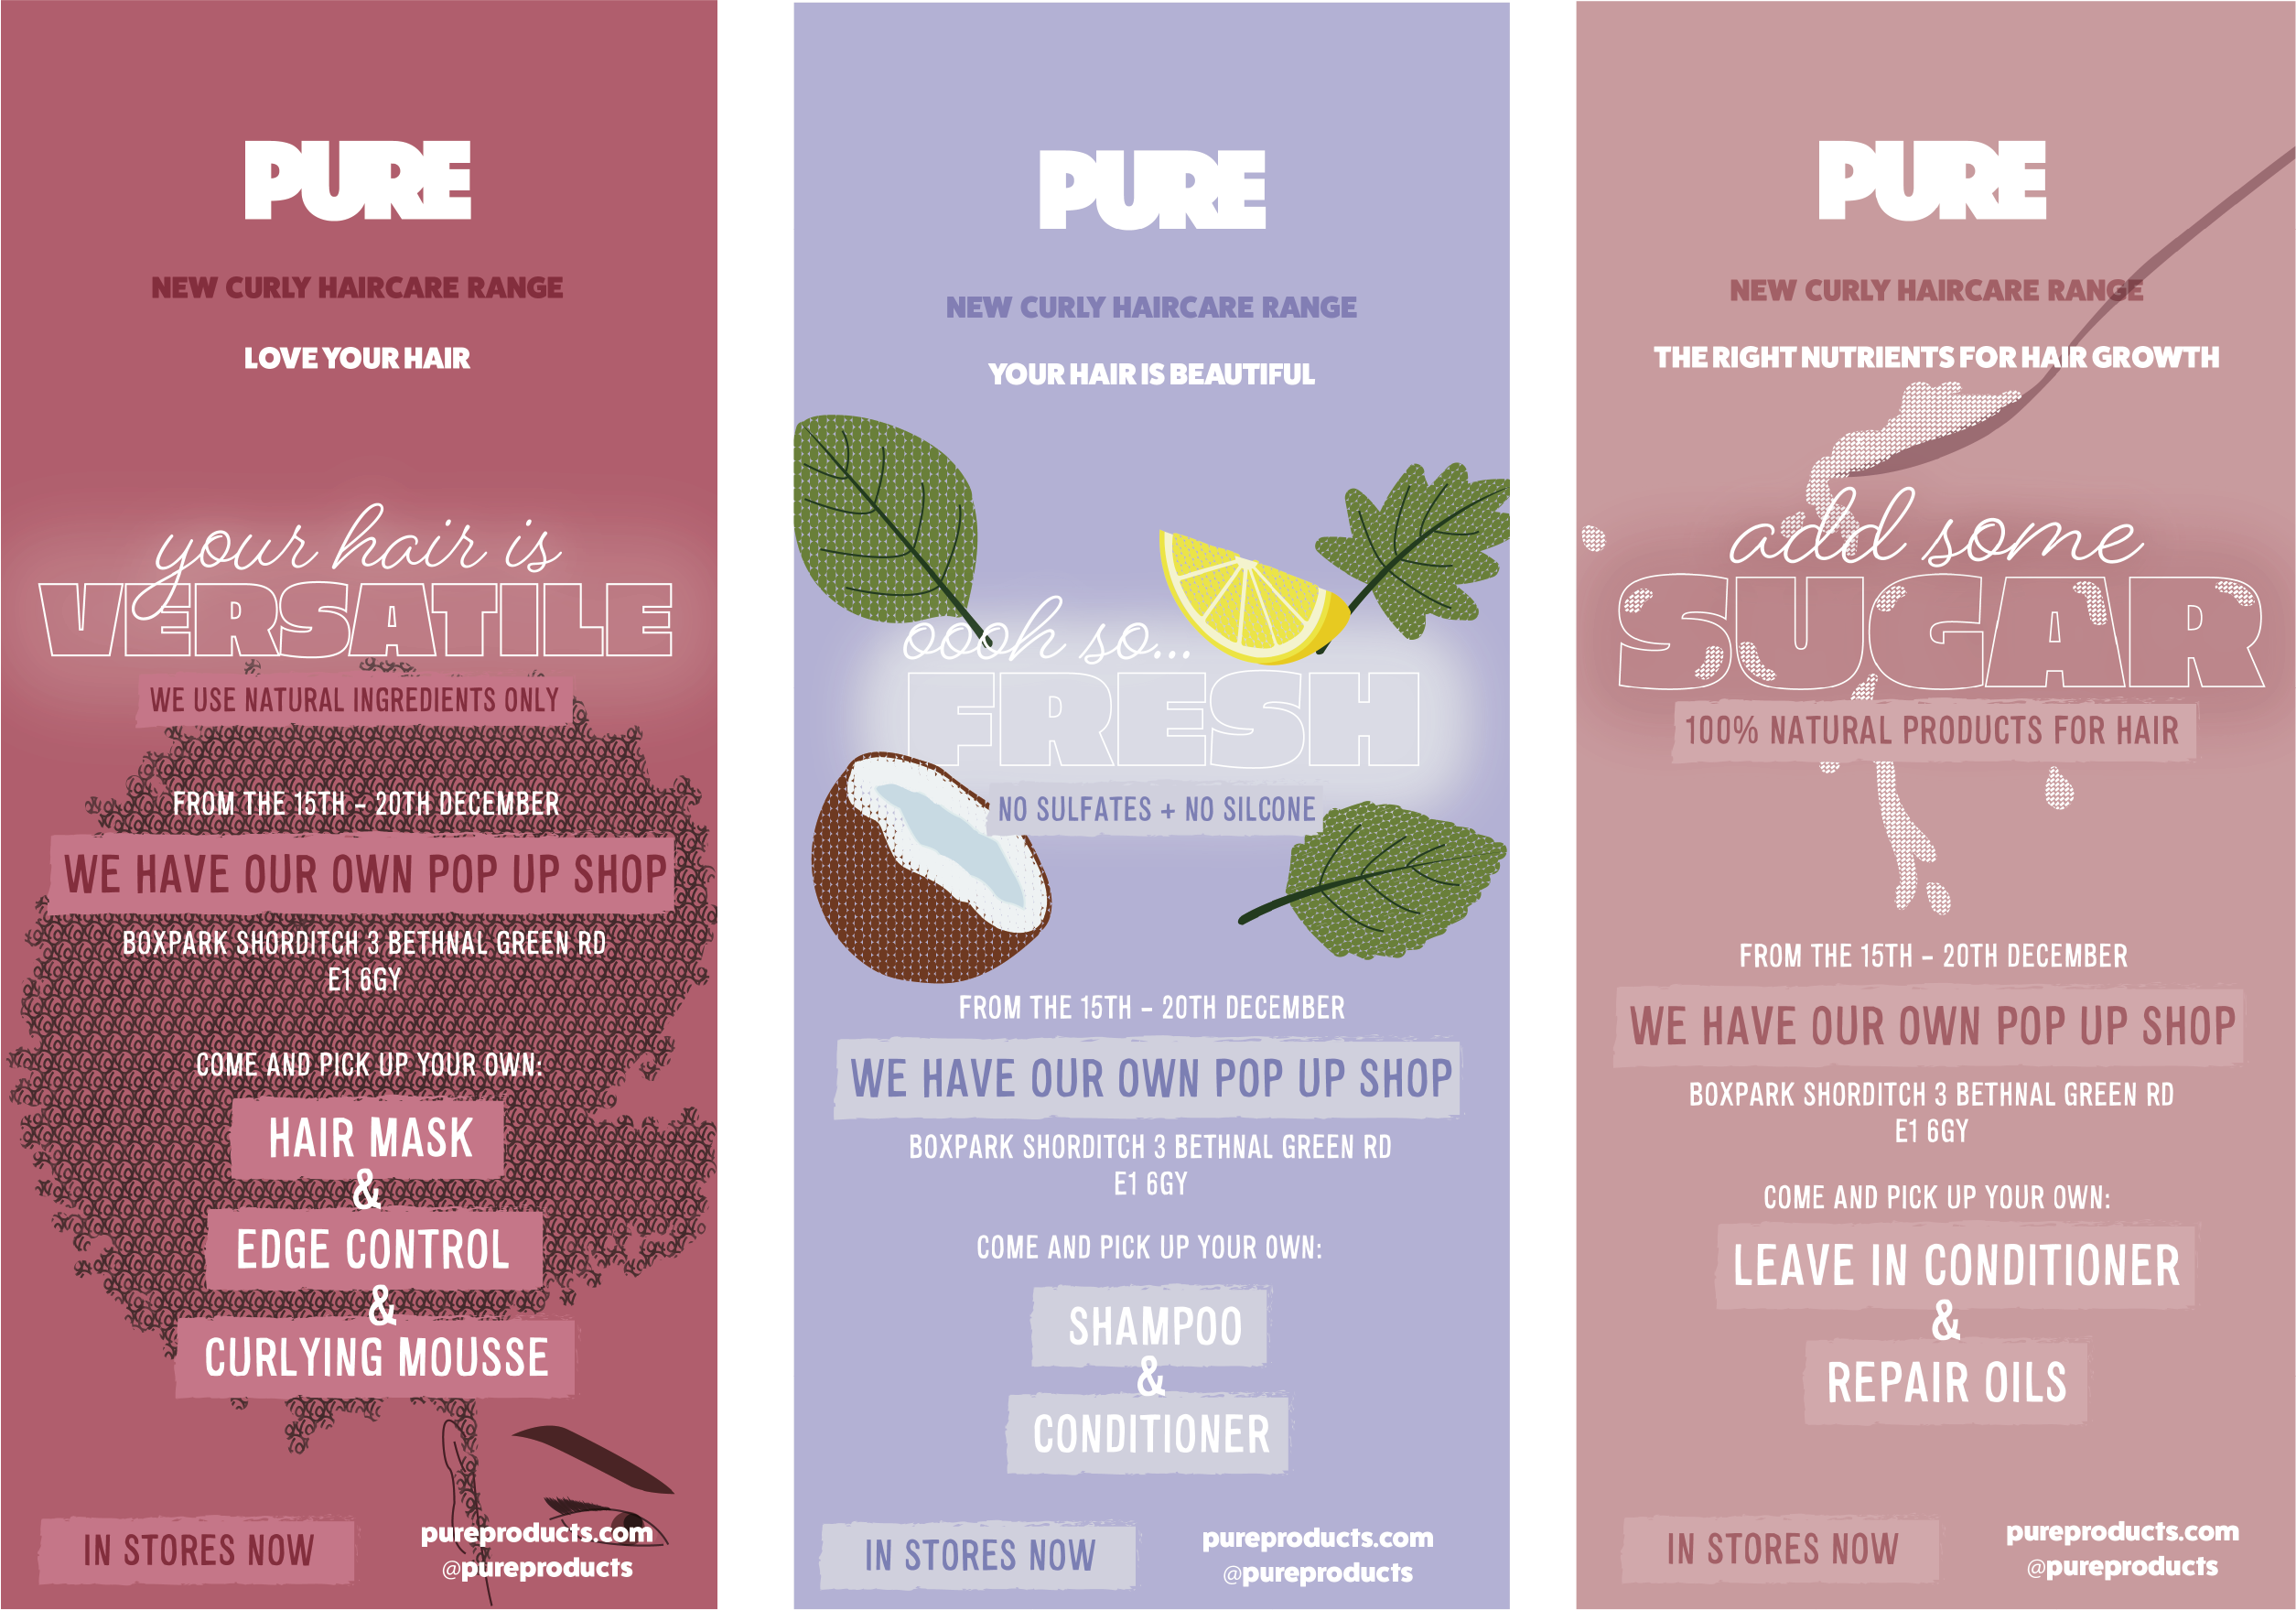 PURE
NEW CURLY HAIRCARE RANGE
LOVE YOUR HAIR
your hair is
VERSATILE
WE USE NATURAL INGREDIENTS ONLY
FROM THE 15TH - 20TH DECEMBER
WE HAVE OUR OWN POP UP SHOP
BOXPARK SHORDITCH 3 BETHNAL GREEN RD
E1 6GY
COME AND PICK UP YOUR OWN:
HAIR MASK
&
EDGE CONTROL
&
CURLYING MOUSSE
IN STORES NOW
pureproducts.com
@pureproducts
PURE
NEW CURLY HAIRCARE RANGE
YOUR HAIR IS BEAUTIFUL
oooh so...
FRESH
NO SULFATES + NO SILCONE
FROM THE 15TH - 20TH DECEMBER
WE HAVE OUR OWN POP UP SHOP
BOXPARK SHORDITCH 3 BETHNAL GREEN RD
E1 6GY
COME AND PICK UP YOUR OWN:
SHAMPOO
&
CONDITIONER
IN STORES NOW
pureproducts.com
@pureproducts
PURE
NEW CURLY HAIRCARE RANGE
THE RIGHT NUTRIENTS FOR HAIR GROWTH
add some
SUGAR
100% NATURAL PRODUCTS FOR HAIR
FROM THE 15TH - 20TH DECEMBER
WE HAVE OUR OWN POP UP SHOP
BOXPARK SHORDITCH 3 BETHNAL GREEN RD
E1 6GY
COME AND PICK UP YOUR OWN:
LEAVE IN CONDITIONER
&
REPAIR OILS
IN STORES NOW
pureproducts.com
@pureproducts